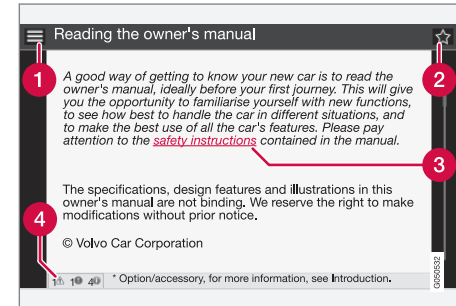 Reading the owner's manual
1
2
A good way of getting to know your new car is to read the
owner's manual, ideally before your first journey. This will give
you the opportunity to familiarise yourself with new functions,
to see how best to handle the car in different situations, and
to make the best use of all the car's features. Please pay
attention to the safety instructions contained in the manual.
3
The specifications, design features and illustrations in this
owner's manual are not binding. We reserve the right to make
modifications without prior notice.
4
© Volvo Car Corporation
1 1 4 * Option/accessory, for more information, see Introduction.
G050532